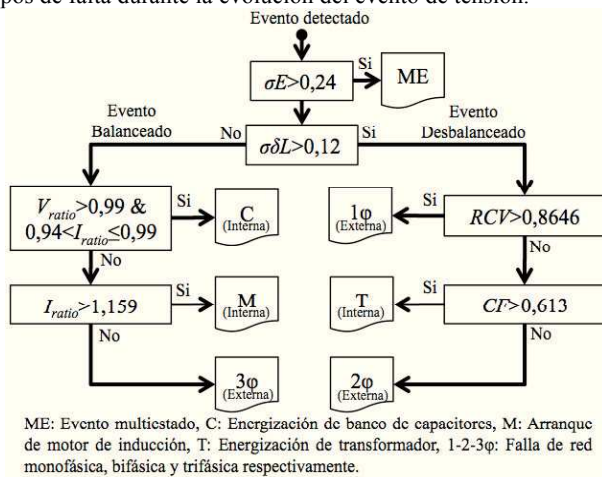 pos de falta durante la evolución del evento de tensión.
Evento detectado
σE>0,24
Si
ME
Evento
Balanceado
No
σδL>0,12
Si
Evento
Desbalanceado
V_ratio>0,99 &
0,94<I_ratio≤0,99
Si
C
(Interna)
1φ
(Externa)
Si
RCV>0,8646
No
No
I_ratio>1,159
Si
M
(Interna)
T
(Interna)
Si
CF>0,613
No
No
3φ
(Externa)
2φ
(Externa)
ME: Evento multiestado, C: Energización de banco de capacitores, M: Arranque
de motor de inducción, T: Energización de transformador, 1-2-3φ: Falla de red
monofásica, bifásica y trifásica respectivamente.